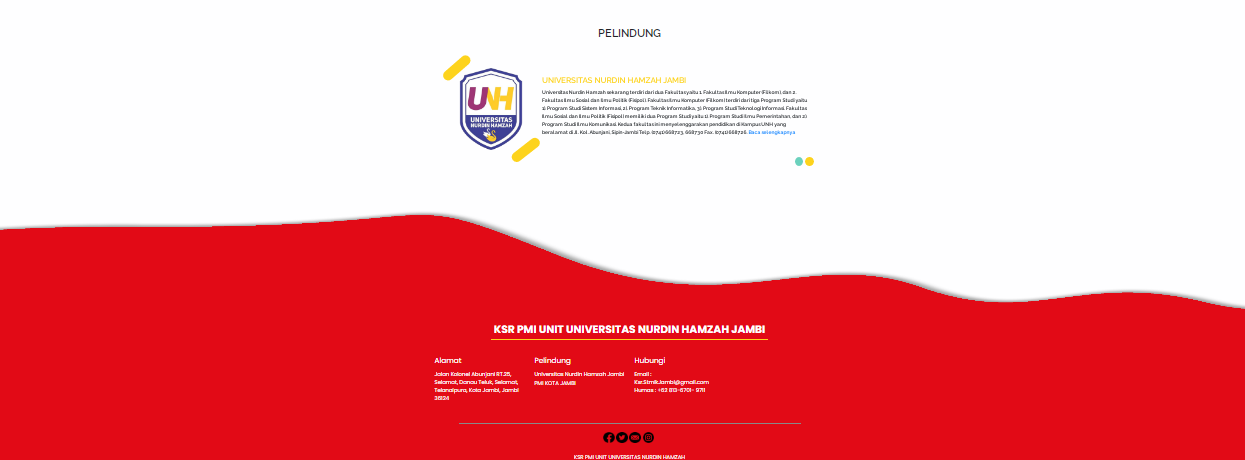 PELINDUNG
UNH
UNIVERSITAS
NURDIN HAMZAH
UNIVERSITAS NURDIN HAMZAH JAMBI
Universitas Nurdin Hamzah sekarang terdiri dari dua Fakultas yaitu 1. Fakultas Ilmu Komputer (Filkom), dan 2.
Fakultas Ilmu Sosial dan Ilmu Politik (Fisipol). Fakultas Ilmu Komputer (Filkom) terdiri dari tiga Program Studi yaitu
1) Program Studi Sistem Informasi, 2). Program Teknik Informatika, 3). Program Studi Teknologi Informasi. Fakultas
Ilmu Sosial dan Ilmu Politik (Fisipol) memiliki dua Program Studi yaitu 1) Program Studi Ilmu Pemerintahan, dan 2)
Program Studi Ilmu Komunikasi. Kedua fakultas ini menyelenggarakan pendidikan di Kampus UNH yang
beralamat di Jl. Kol. Abunjani, Sipin-Jambi Telp. (0741) 668723, 668730 Fax. (0741) 668726. Baca selengkapnya
KSR PMI UNIT UNIVERSITAS NURDIN HAMZAH JAMBI
Alamat
Jalan Kolonel Abunjani RT.25,
Selamat, Danau Teluk, Selamat,
Telanaipura, Kota Jambi, Jambi
36124
Pelindung
Universitas Nurdin Hamzah Jambi
PMI KOTA JAMBI
Hubungi
Email :
Ksr.StmikJambi@gmail.com
Humas : +62 813-6701- 978
KSR PMI UNIT UNIVERSITAS NURDIN HAMZAH